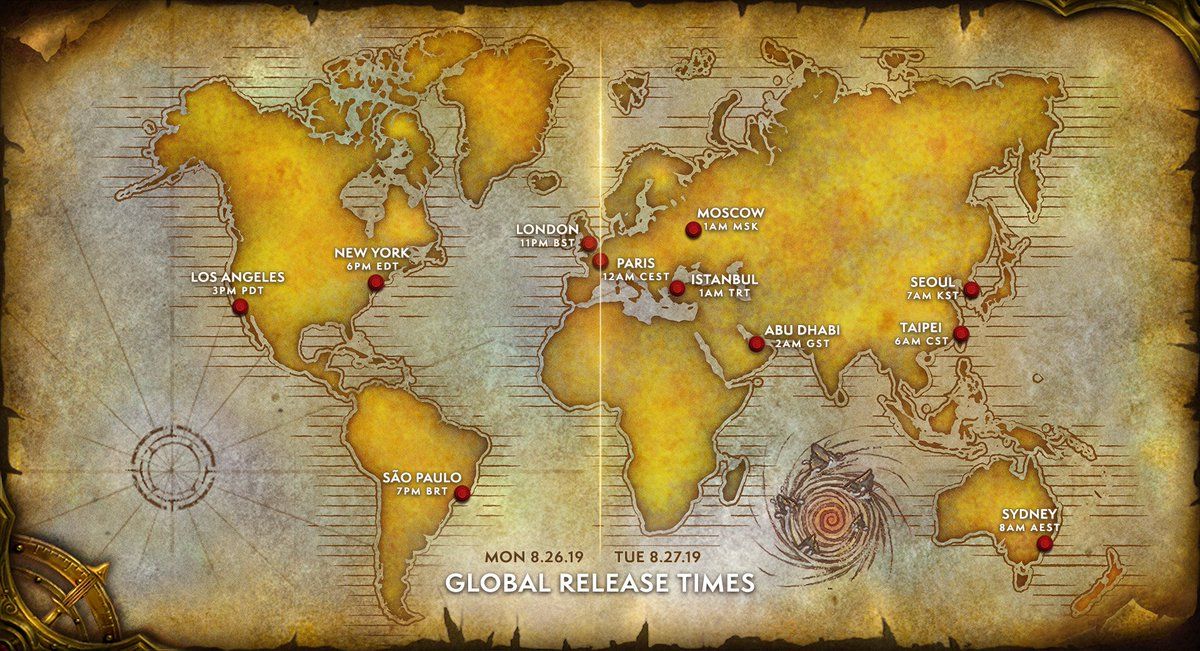 MOSCOW
1AM MSK
LONDON
11PM BST
NEW YORK
6PM EDT
PARIS
12AM CEST
LOS ANGELES
3PM PDT
ISTANBUL
1AM TRT
SEOUL
7AM KST
ABU DHABI
2AM GST
TAIPEI
6AM CST
SÃO PAULO
7PM BRT
SYDNEY
8AM AEST
MON 8.26.19 TUE 8.27.19
GLOBAL RELEASE TIMES